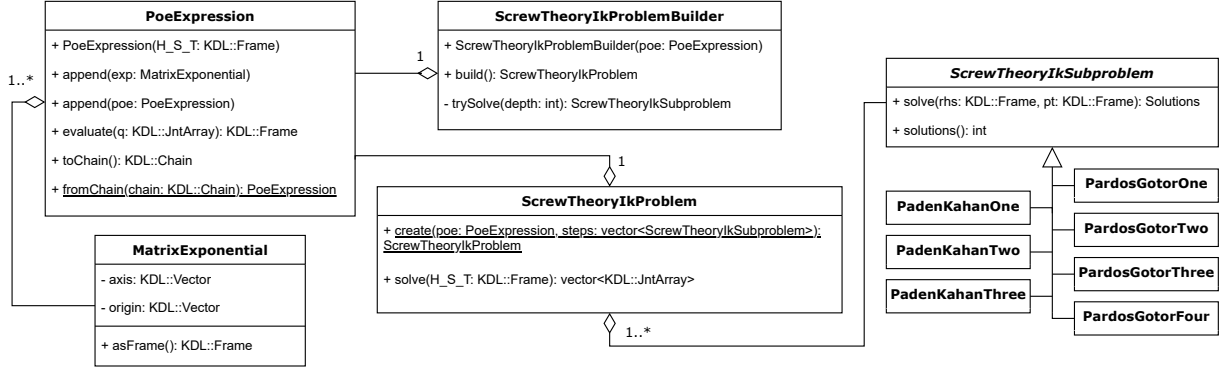 PoeExpression
+ PoeExpression(H_S_T: KDL::Frame)
+ append(exp: MatrixExponential)
+ append(poe: PoeExpression)
+ evaluate(q: KDL::JntArray): KDL::Frame
+ toChain(): KDL::Chain
+ fromChain(chain: KDL::Chain): PoeExpression
1..*
MatrixExponential
- axis: KDL::Vector
- origin: KDL::Vector
+ asFrame(): KDL::Frame
1
ScrewTheoryIkProblemBuilder
+ ScrewTheoryIkProblemBuilder(poe: PoeExpression)
+ build(): ScrewTheoryIkProblem
- trySolve(depth: int): ScrewTheoryIkSubproblem
1
ScrewTheoryIkProblem
+ create(poe: PoeExpression, steps: vector<ScrewTheoryIkSubproblem>):
ScrewTheoryIkProblem
+ solve(H_S_T: KDL::Frame): vector<KDL::JntArray>
1..*
ScrewTheoryIkSubproblem
+ solve(rhs: KDL::Frame, pt: KDL::Frame): Solutions
+ solutions(): int
PadenKahanOne
PadenKahanTwo
PadenKahanThree
PardosGotorOne
PardosGotorTwo
PardosGotorThree
PardosGotorFour